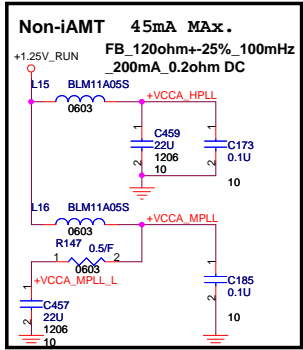 Non-iAMT 45mA MAx.
FB_120ohm+-25%_100mHz
+1.25V_RUN
_200mA_0.2ohm DC
L15 BLM11A05S
+VCCA_HPLL
0603
1 1
C459
22U
1206
10
C173
0.1U
2 2
10
L16 BLM11A05S
+VCCA_MPLL
0603
R147 0.5/F
1 2
0603
+VCCA_MPLL_L
1 1
C185
0.1U
C457
22U
1206
10
2 2
10